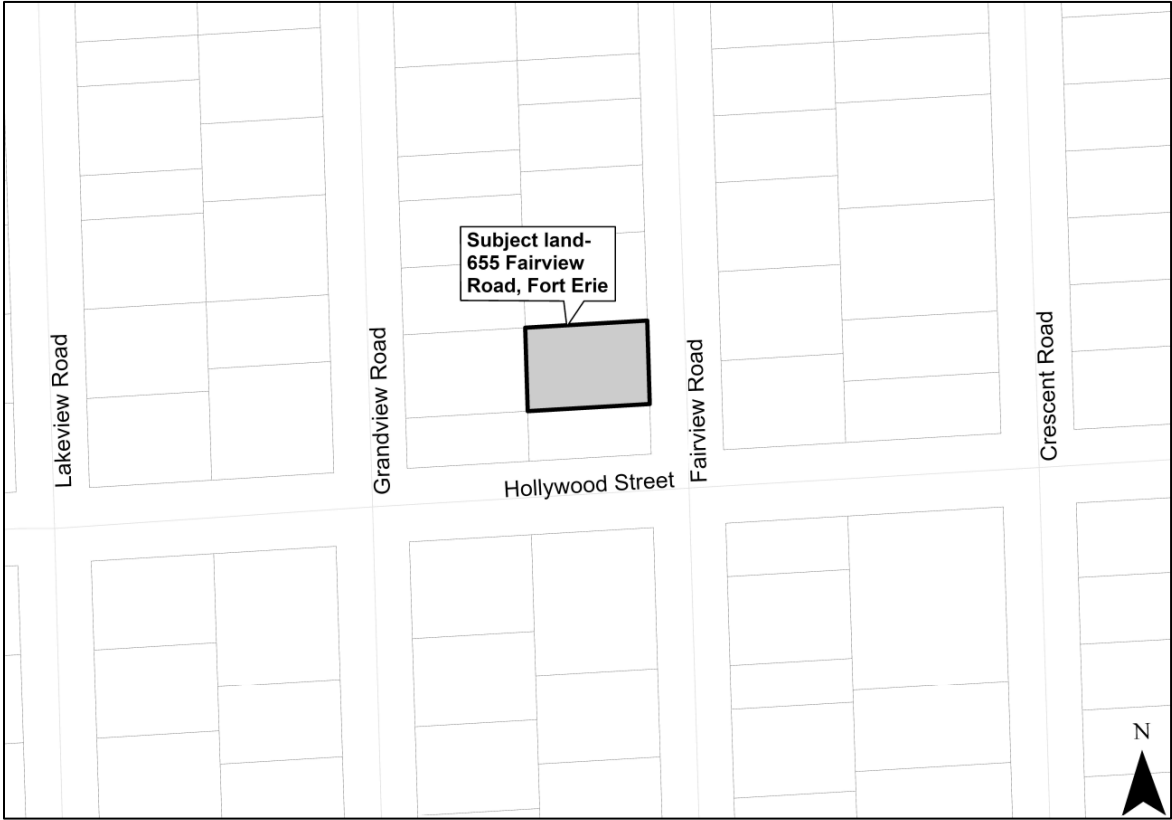 Subject land-
655 Fairview
Road, Fort Erie
Lakeview Road
Grandview Road
Fairview Road
Crescent Road
Hollywood Street
N